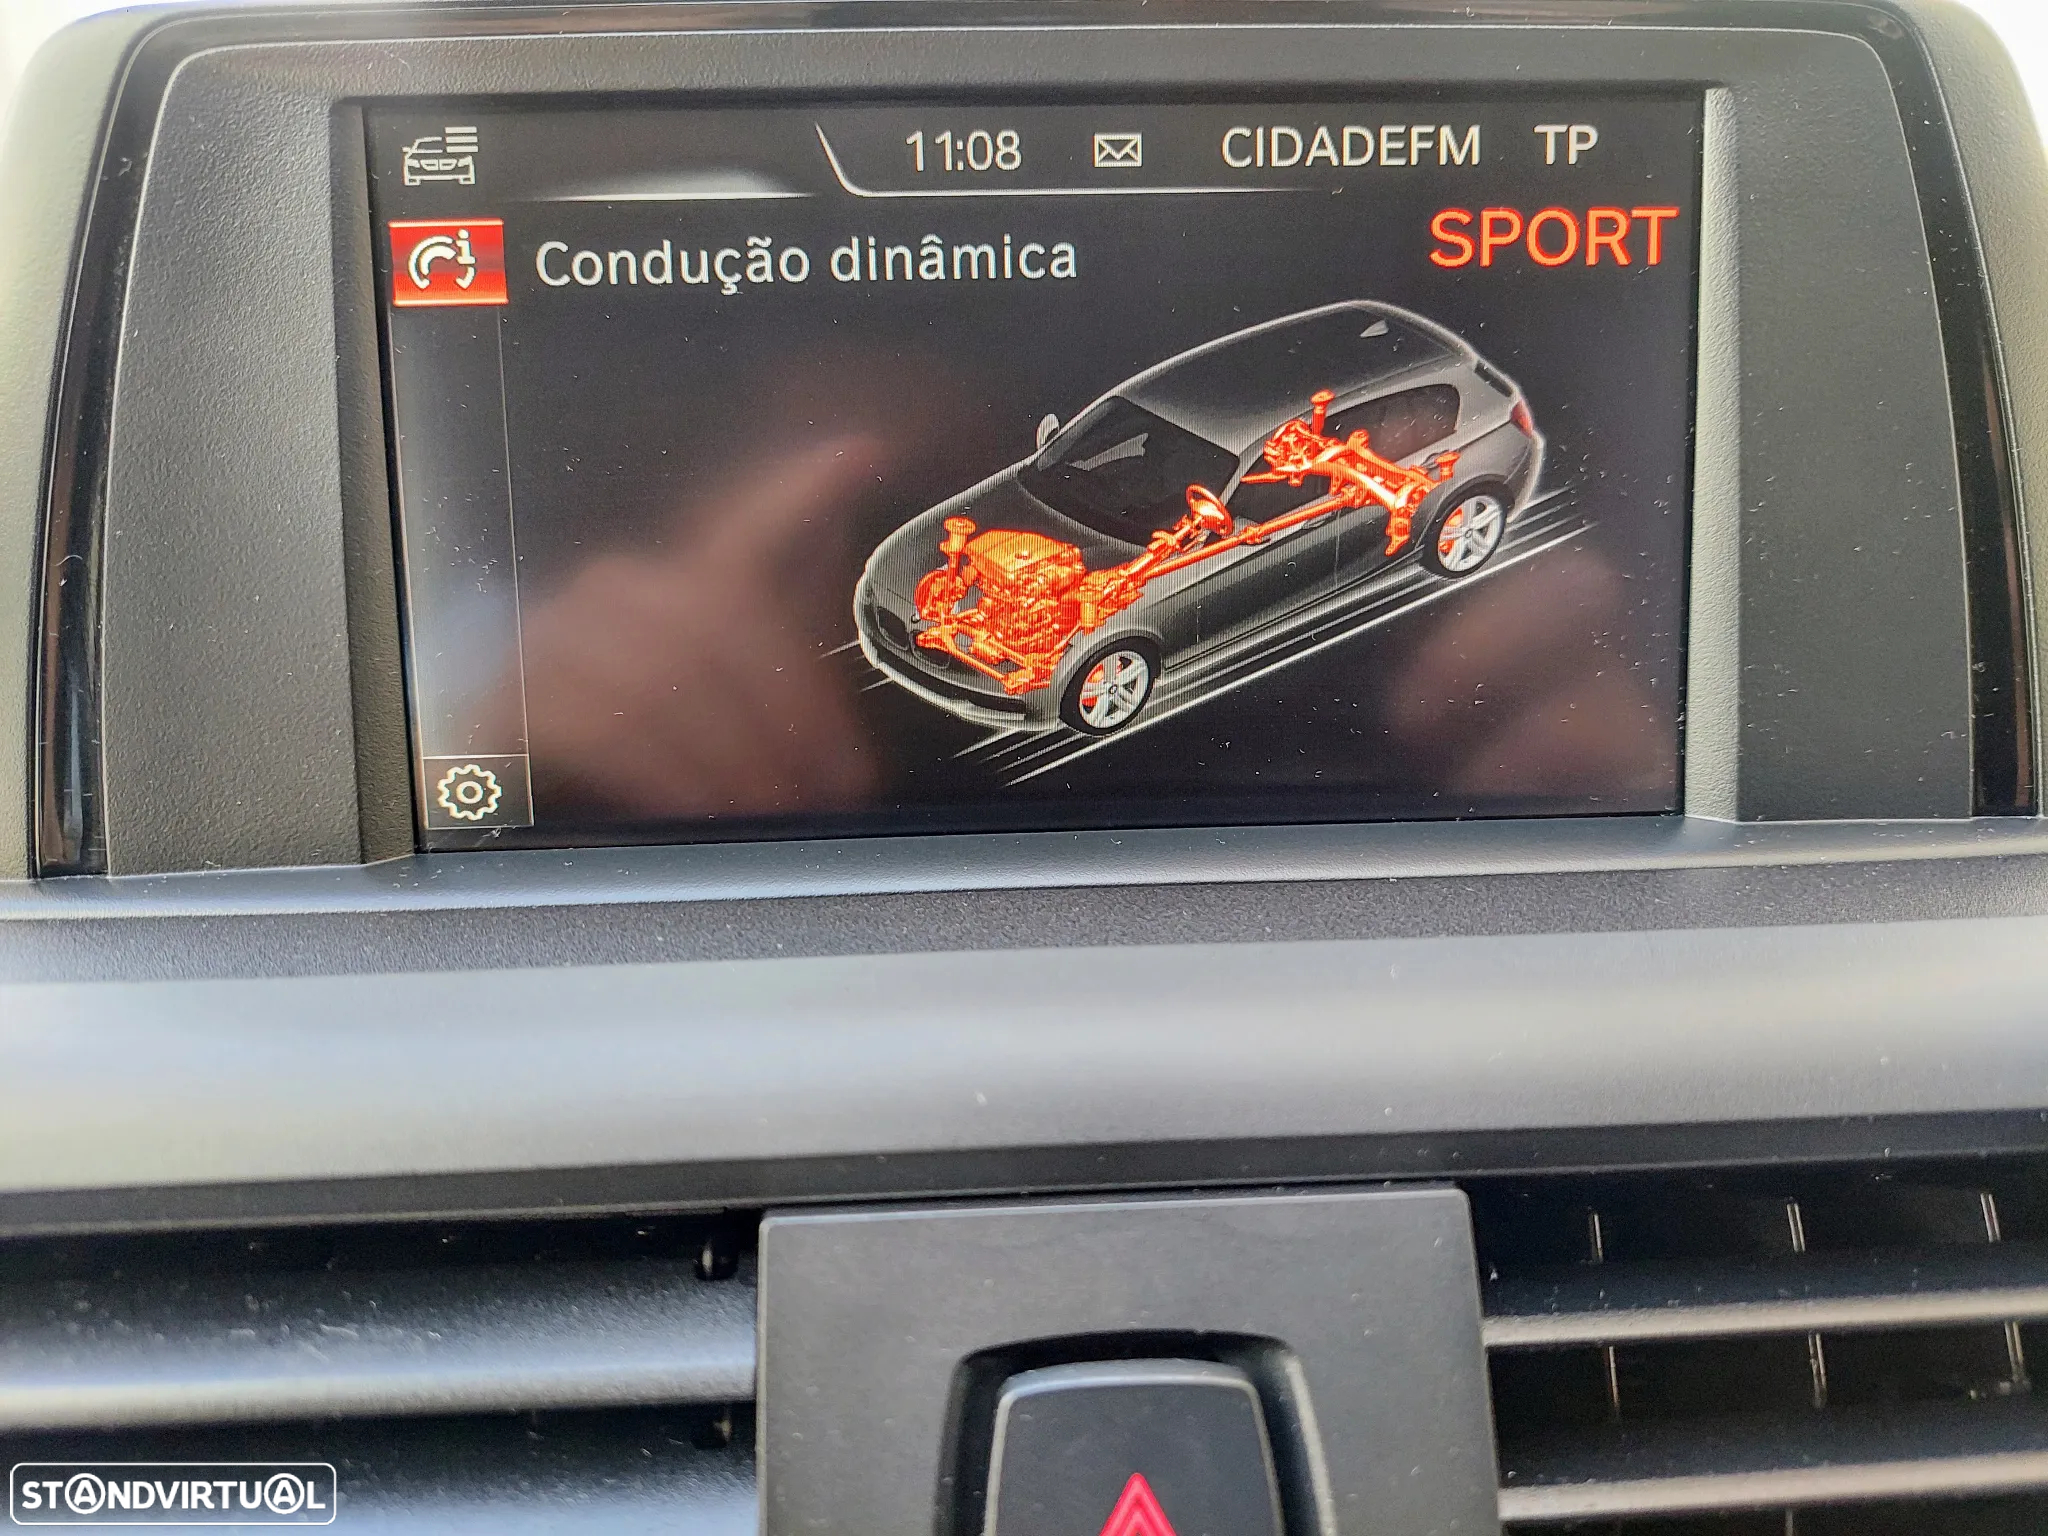 11:08 CIDADEFM TP
SPORT
Condução dinâmica
STANDVIRTUAL